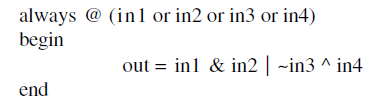 always @ (in1 or in2 or in3 or in4)
begin
out = in1 & in2 | ~in3 ^ in4
end